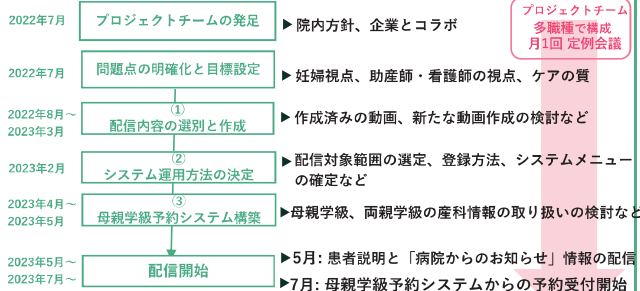 2022年7月
プロジェクトチームの発足
▶院内方針、企業とコラボ
プロジェクトチーム
多職種で構成
月1回 定例会議
2022年7月
問題点の明確化と目標設定
▶妊婦視点、助産師・看護師の視点、ケアの質
2022年8月～
2023年3月
①
配信内容の選別と作成
▶作成済みの動画、新たな動画作成の検討など
2023年2月
②
システム運用方法の決定
▶配信対象範囲の選定、登録方法、システムメニュー
の確定など
2023年4月～
2023年5月
③
母親学級予約システム構築
▶母親学級、両親学級の産科情報の取り扱いの検討など
2023年5月～
2023年7月～
配信開始
▶5月: 患者説明と「病院からのお知らせ」情報の配信
▶7月: 母親学級予約システムからの予約受付開始